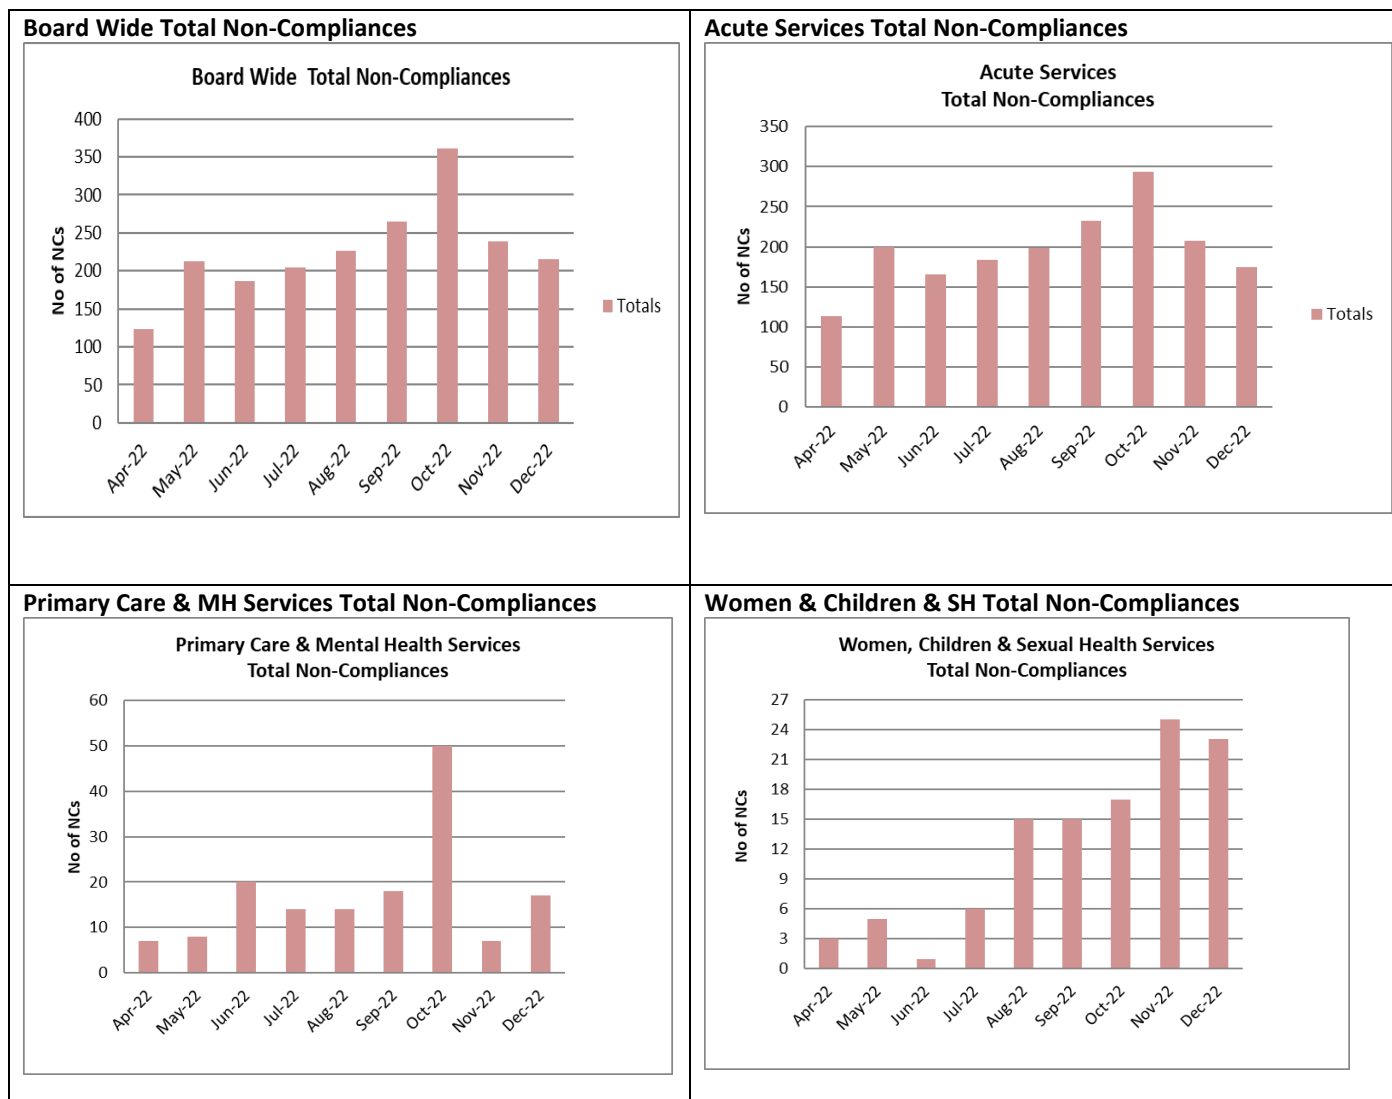 Board Wide Total Non-Compliances
Board Wide Total Non-Compliances
400
350
300
250
200
150
100
50
0
No of NCs
Apr-22
May-22
Jun-22
Jul-22
Aug-22
Sep-22
Oct-22
Nov-22
Dec-22
Totals
Acute Services Total Non-Compliances
Acute Services
Total Non-Compliances
350
300
250
200
150
100
50
0
No of NCs
Apr-22
May-22
Jun-22
Jul-22
Aug-22
Sep-22
Oct-22
Nov-22
Dec-22
Totals
Primary Care & MH Services Total Non-Compliances
Primary Care & Mental Health Services
Total Non-Compliances
60
50
40
30
20
10
0
No of NCs
Apr-22
May-22
Jun-22
Jul-22
Aug-22
Sep-22
Oct-22
Nov-22
Dec-22
Women & Children & SH Total Non-Compliances
Women, Children & Sexual Health Services
Total Non-Compliances
27
24
21
18
15
12
9
6
3
0
No of NCs
Apr-22
May-22
Jun-22
Jul-22
Aug-22
Sep-22
Oct-22
Nov-22
Dec-22